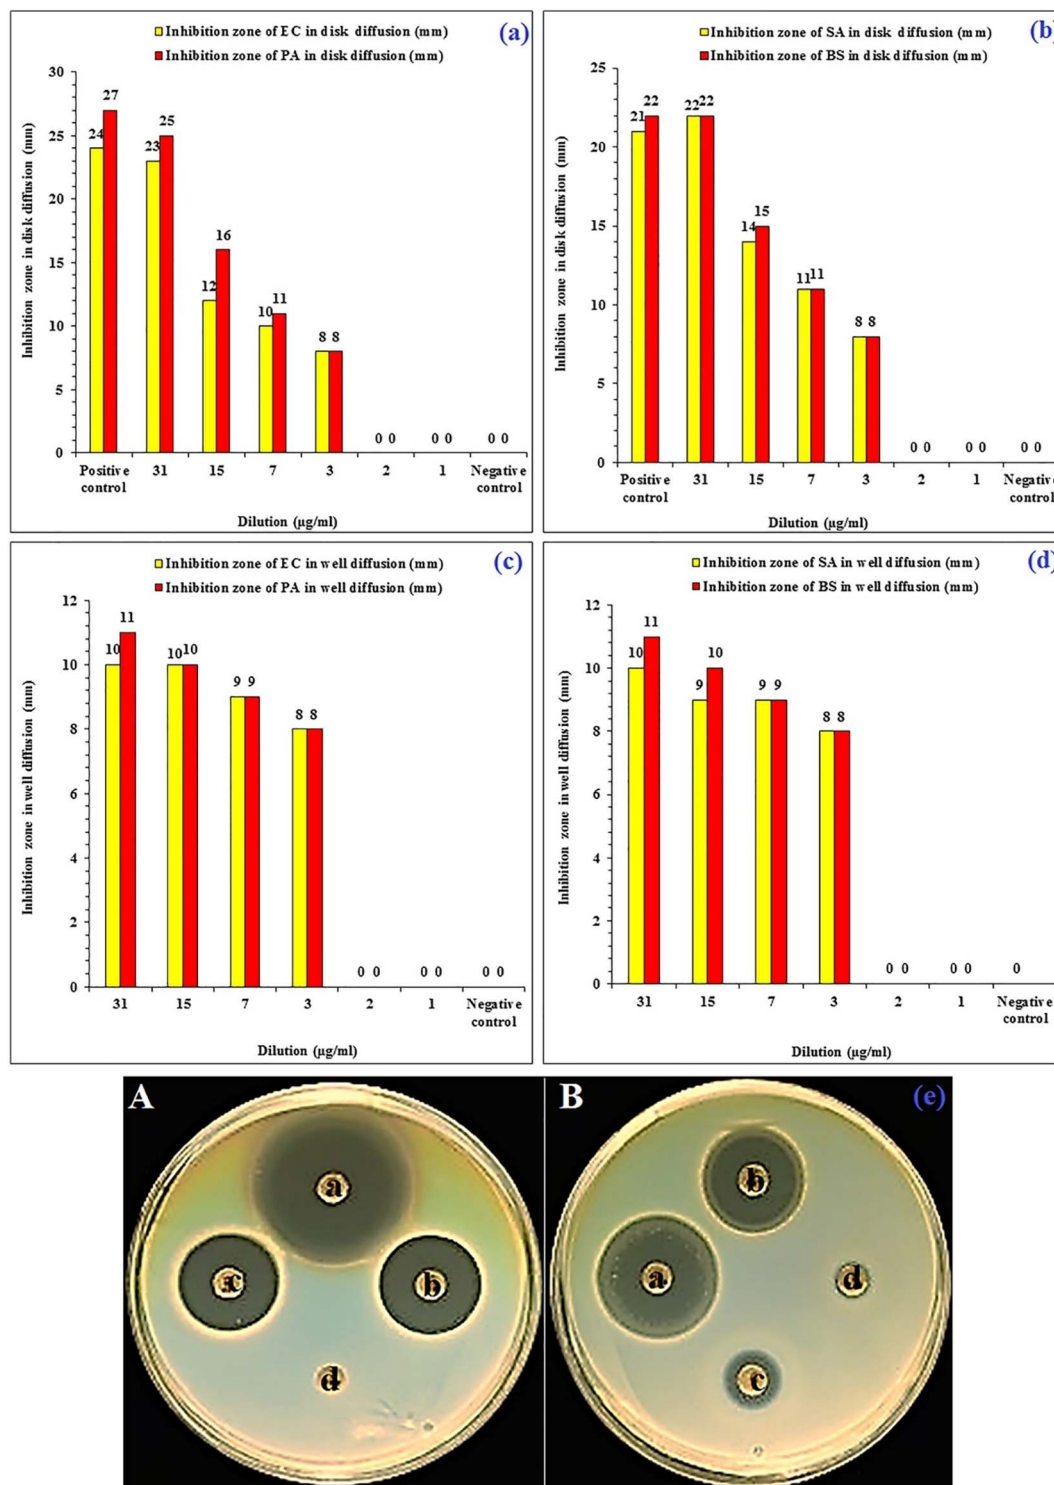 Inhibition zone of EC in disk diffusion (mm)
Inhibition zone of PA in disk diffusion (mm)
(a)
Inhibition zone in disk diffusion (mm)
30
25
20
15
10
5
0
24 27
23 25
12 16
10 11
8 8
0 0
0 0
0 0
Positive control 31 15 7 3 2 1 Negative control
Dilution (µg/ml)
Inhibition zone of SA in disk diffusion (mm)
Inhibition zone of BS in disk diffusion (mm)
(b)
Inhibition zone in disk diffusion (mm)
25
20
15
10
5
0
21 22
22 22
14 15
11 11
8 8
0 0
0 0
0 0
Positive control 31 15 7 3 2 1 Negative control
Dilution (µg/ml)
Inhibition zone of EC in well diffusion (mm)
Inhibition zone of PA in well diffusion (mm)
(c)
Inhibition zone in well diffusion (mm)
12
10
8
6
4
2
0
10 11
10 10
9 9
8 8
0 0
0 0
0 0
31 15 7 3 2 1 Negative control
Dilution (µg/ml)
Inhibition zone of SA in well diffusion (mm)
Inhibition zone of BS in well diffusion (mm)
(d)
Inhibition zone in well diffusion (mm)
12
10
8
6
4
2
0
10 11
9 10
9 9
8 8
0 0
0 0
0
31 15 7 3 2 1 Negative control
Dilution (µg/ml)
A
a
c
b
d
B
(e)
b
a
d
c